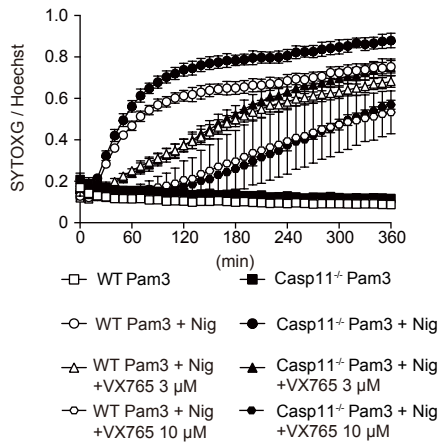 1.0
0.8
0.6
0.4
0.2
0
SYTOXG / Hoechst
0 60 120 180 240 300 360
(min)
WT Pam3
Casp11-/- Pam3
WT Pam3 + Nig
Casp11-/- Pam3 + Nig
WT Pam3 + Nig
+VX765 3 μM
Casp11-/- Pam3 + Nig
+VX765 3 μM
WT Pam3 + Nig
+VX765 10 μM
Casp11-/- Pam3 + Nig
+VX765 10 μM